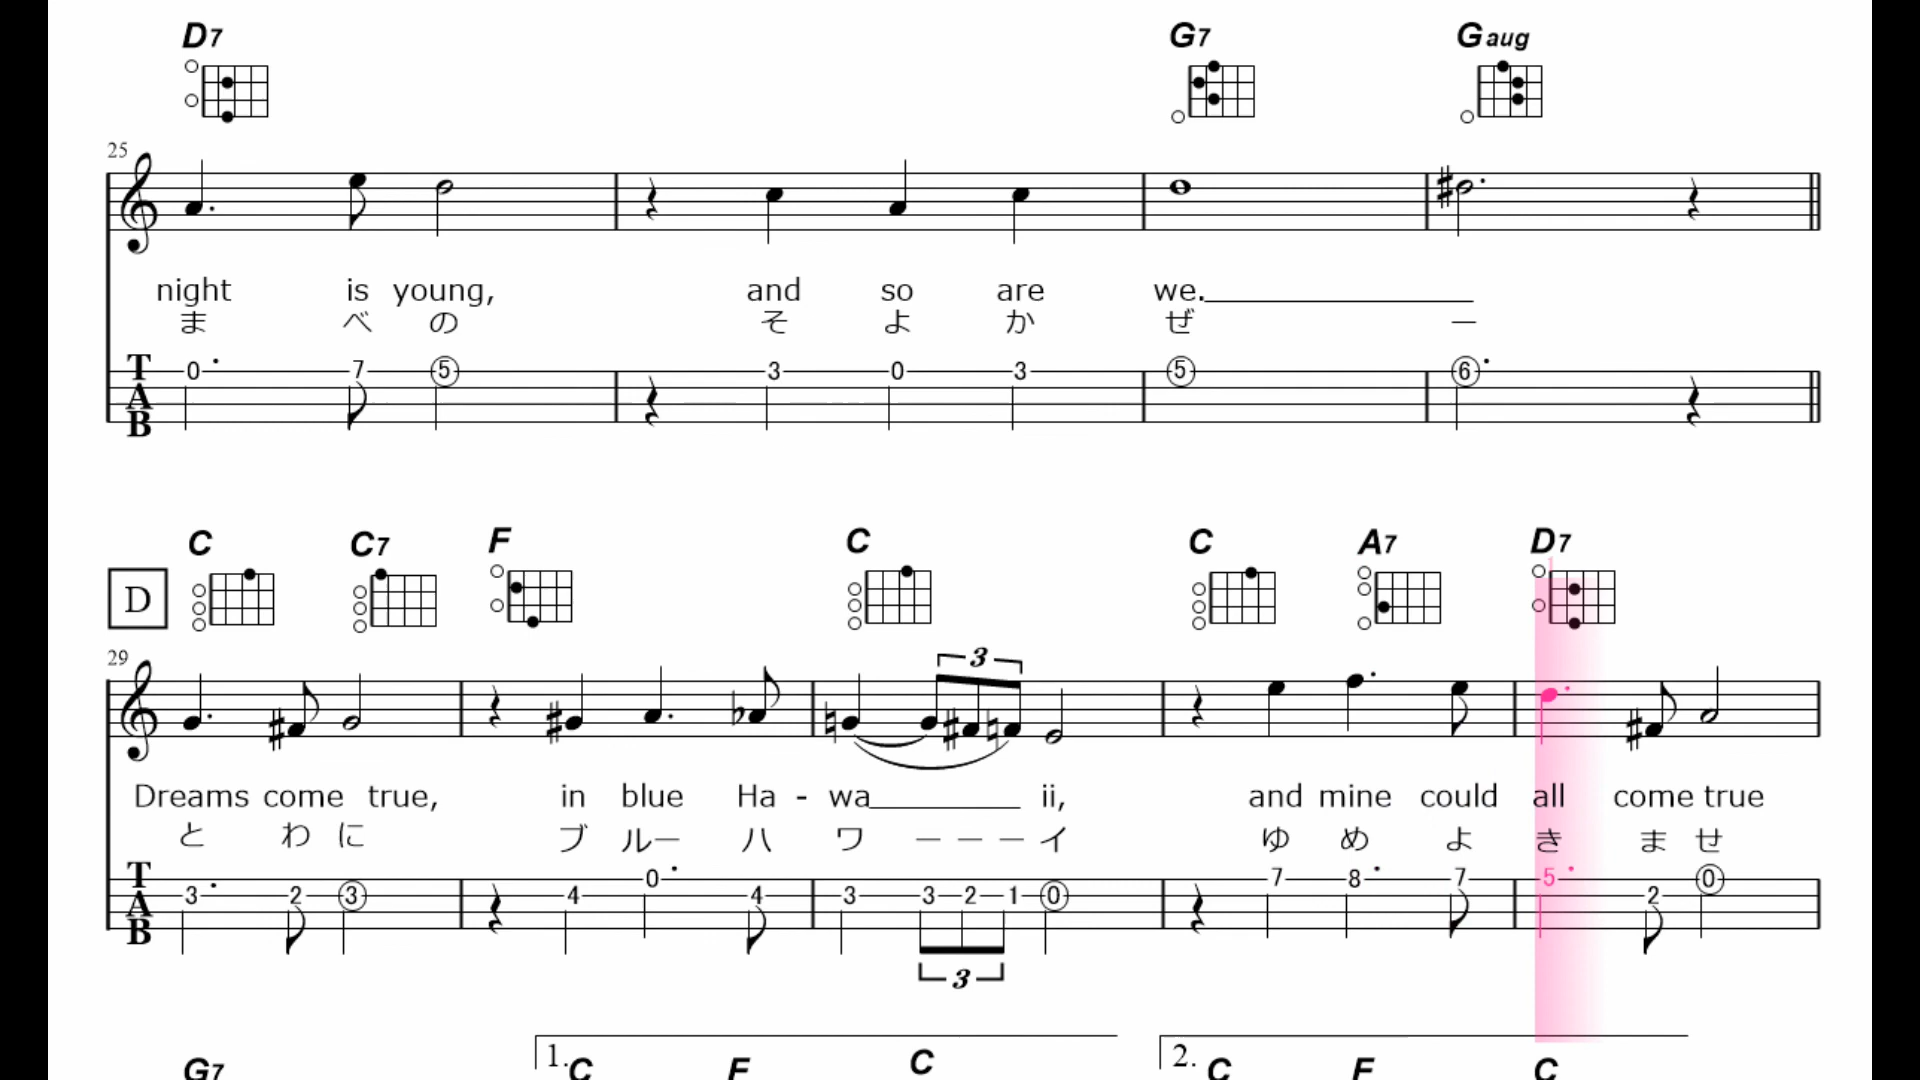 D7 G7 Gaug
25
night is young, and so are we.
ま べ の そ よ か ぜ ー
T 0 7 5 3 0 3 5 6
A
B
C C7 F C C A7 D7
D
29
3
Dreams come true, in blue Ha - wa ii, and mine could all come true
と わ に ブ ルー ハ ワ ー ー ー イ ゆ め よ き ま せ
T 0 7 8 7 5 0
A 3 2 3 4 4 3 3 2 1 0 2
B
3
1. 2.
G7 C F C C F C